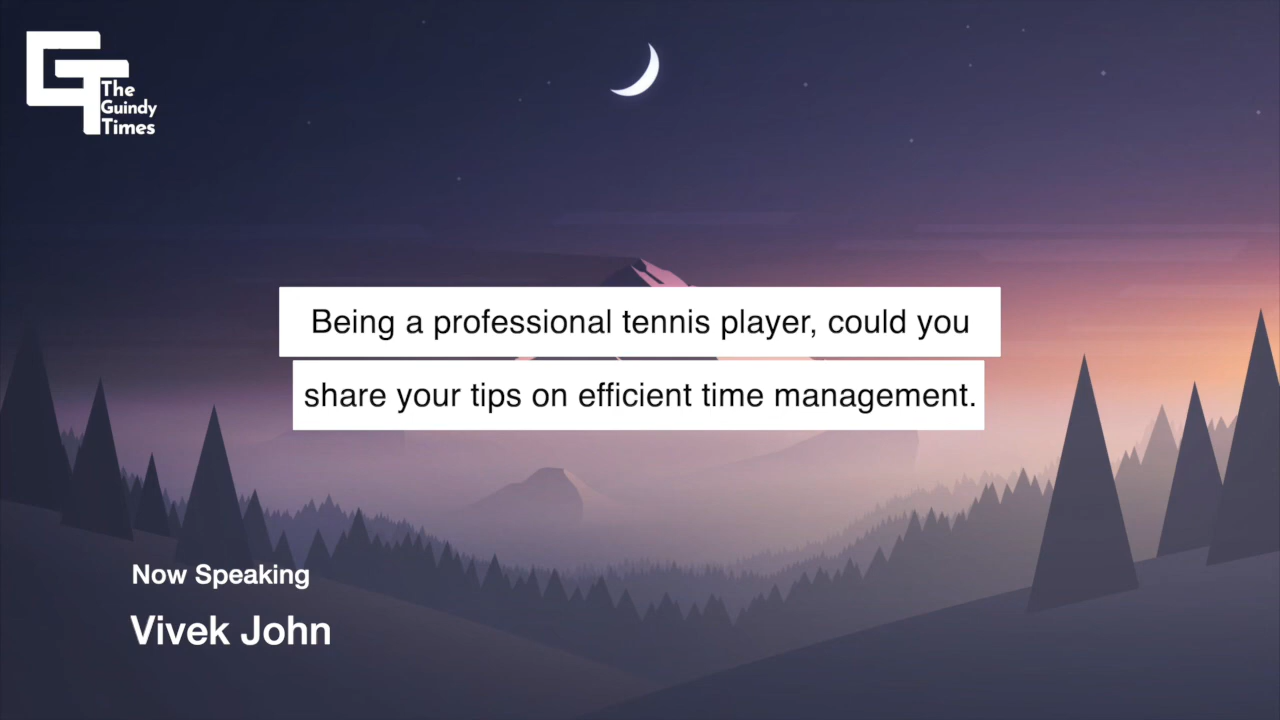 The
Guindy
Times
Being a professional tennis player, could you
share your tips on efficient time management.
Now Speaking
Vivek John